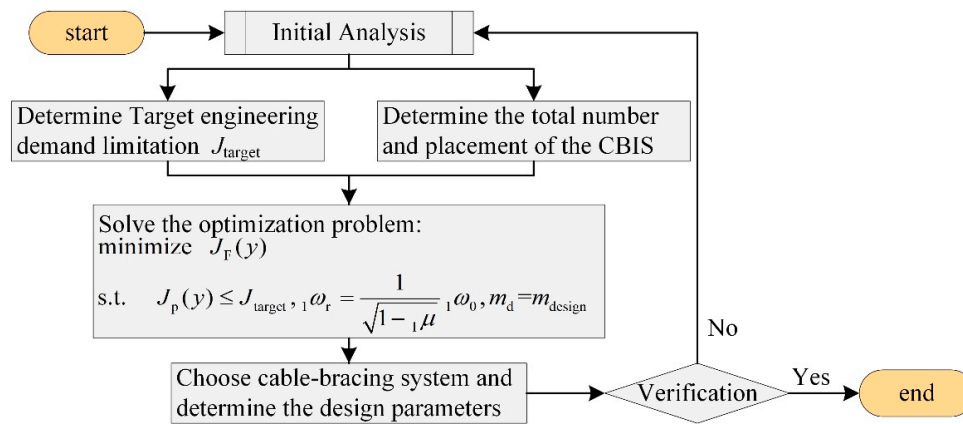 start
Initial Analysis
Determine Target engineering
demand limitation J_target
Determine the total number
and placement of the CBIS
Solve the optimization problem:
minimize J_F(y)
s.t. J_p(y) ≤ J_target, ₁ω_r = 1/√(1−₁μ) ₁ω₀, m_d=m_design
Choose cable-bracing system and
determine the design parameters
Verification
No
Yes
end